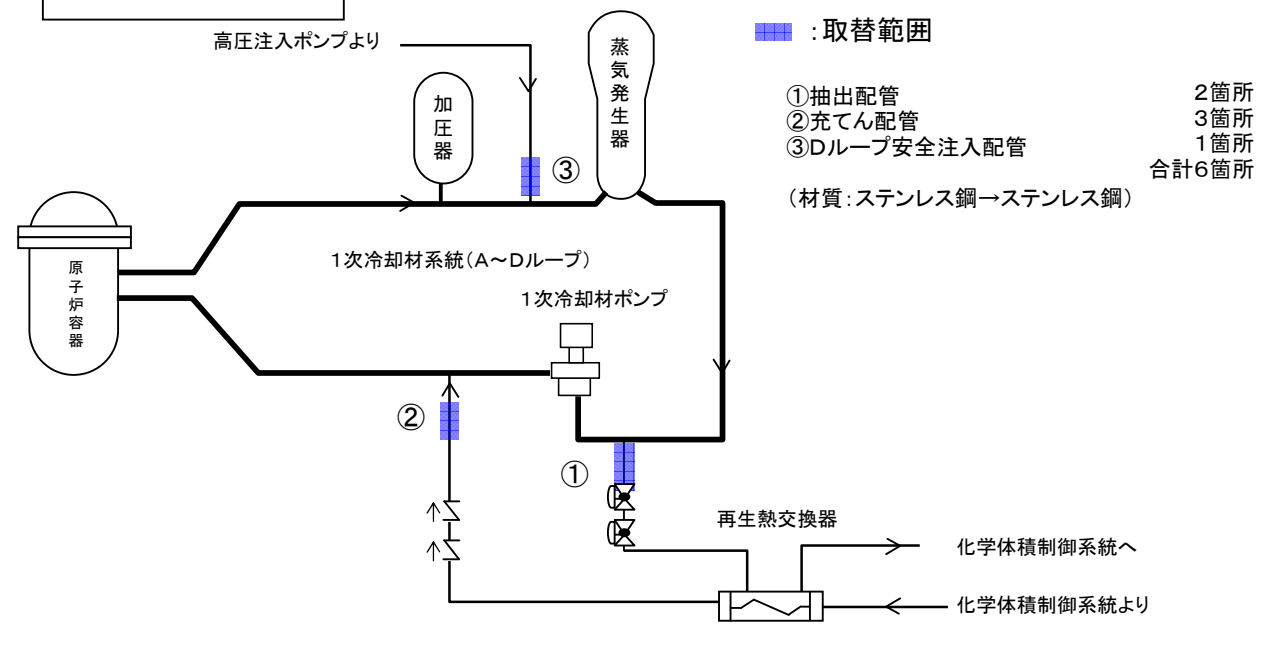 高圧注入ポンプより
蒸気発生器
加圧器
:取替範囲
①抽出配管 2箇所
②充てん配管 3箇所
③Dループ安全注入配管 1箇所
合計6箇所
(材質:ステンレス鋼→ステンレス鋼)
③
原子炉容器
1次冷却材系統(A~Dループ)
1次冷却材ポンプ
②
①
再生熱交換器
化学体積制御系統へ
化学体積制御系統より